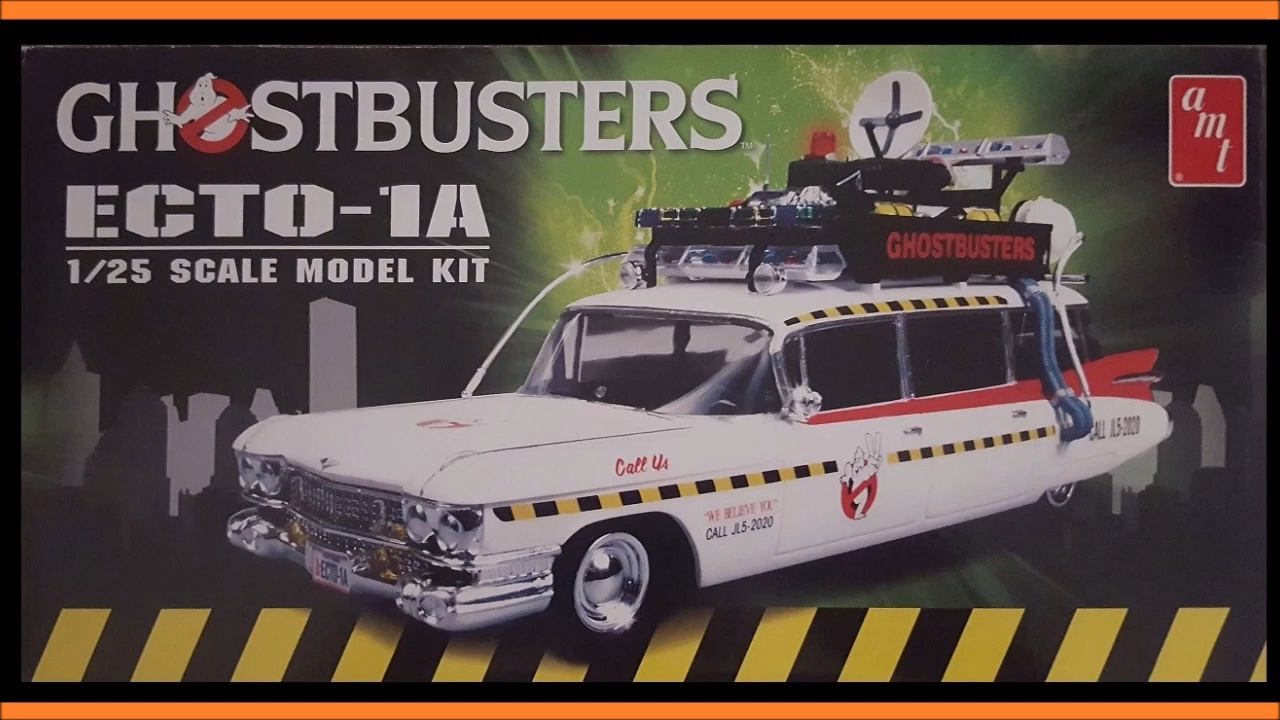 GHOSTBUSTERS™
ECTO-1A
1/25 SCALE MODEL KIT
amt
®
GHOSTBUSTERS
Call Us
"WE BELIEVE YOU"
CALL JL5-2020
CALL JL5-2020
ECTO-1A